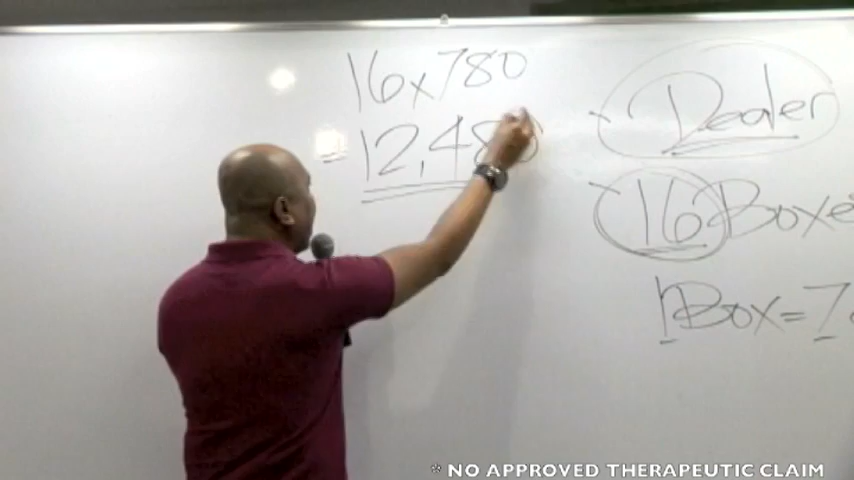 16x780
12,480
Dealer
16 Boxe
1 Box = 7
* NO APPROVED THERAPEUTIC CLAIM